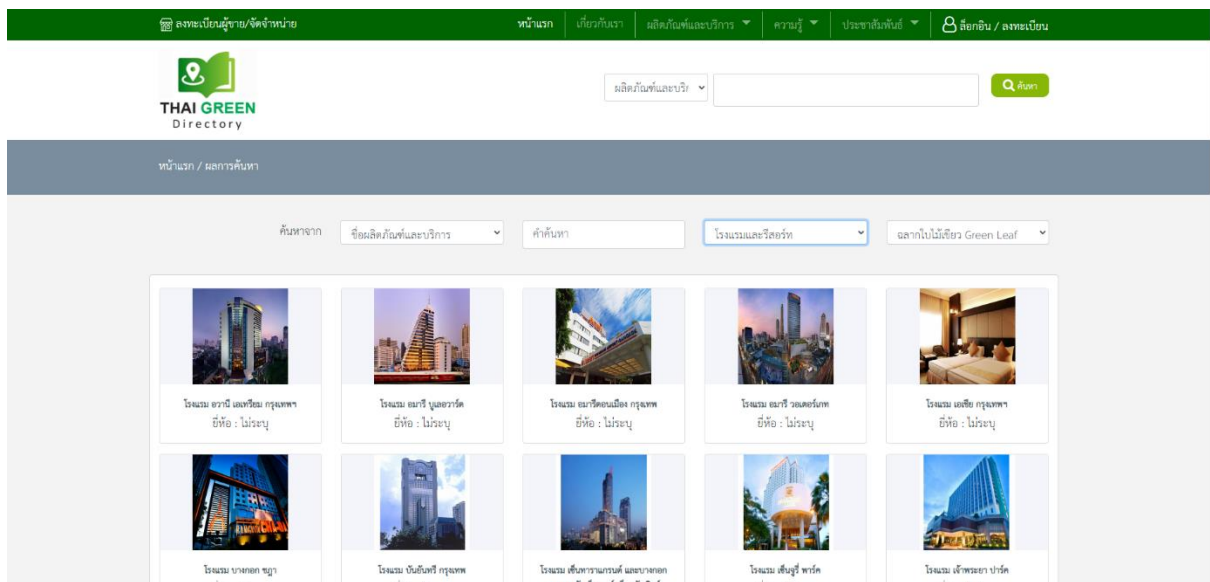 ลงทะเบียนผู้ขาย/จัดจำหน่าย
หน้าแรก
เกี่ยวกับเรา
ผลิตภัณฑ์และบริการ
ความรู้
ประชาสัมพันธ์
ล็อกอิน / ลงทะเบียน
THAI GREEN
Directory
ผลิตภัณฑ์และบริ
ค้นหา
หน้าแรก / ผลการค้นหา
ค้นหาจาก
ชื่อผลิตภัณฑ์และบริการ
คำค้นหา
โรงแรมและรีสอร์ท
ฉลากใบไม้เขียว Green Leaf
โรงแรม อวานี เอเทรียม กรุงเทพฯ
ยี่ห้อ : ไม่ระบุ
โรงแรม อมารี บูเลอวาร์ด
ยี่ห้อ : ไม่ระบุ
โรงแรม อมารีดอนเมือง กรุงเทพ
ยี่ห้อ : ไม่ระบุ
โรงแรม อมารี วอเตอร์เกท
ยี่ห้อ : ไม่ระบุ
โรงแรม เอเชีย กรุงเทพฯ
ยี่ห้อ : ไม่ระบุ
โรงแรม บางกอก ชฎา
โรงแรม บันยันทรี กรุงเทพ
โรงแรม เซ็นทาราแกรนด์ และบางกอก
โรงแรม เซ็นจูรี่ พาร์ค
โรงแรม เจ้าพระยา ปาร์ค